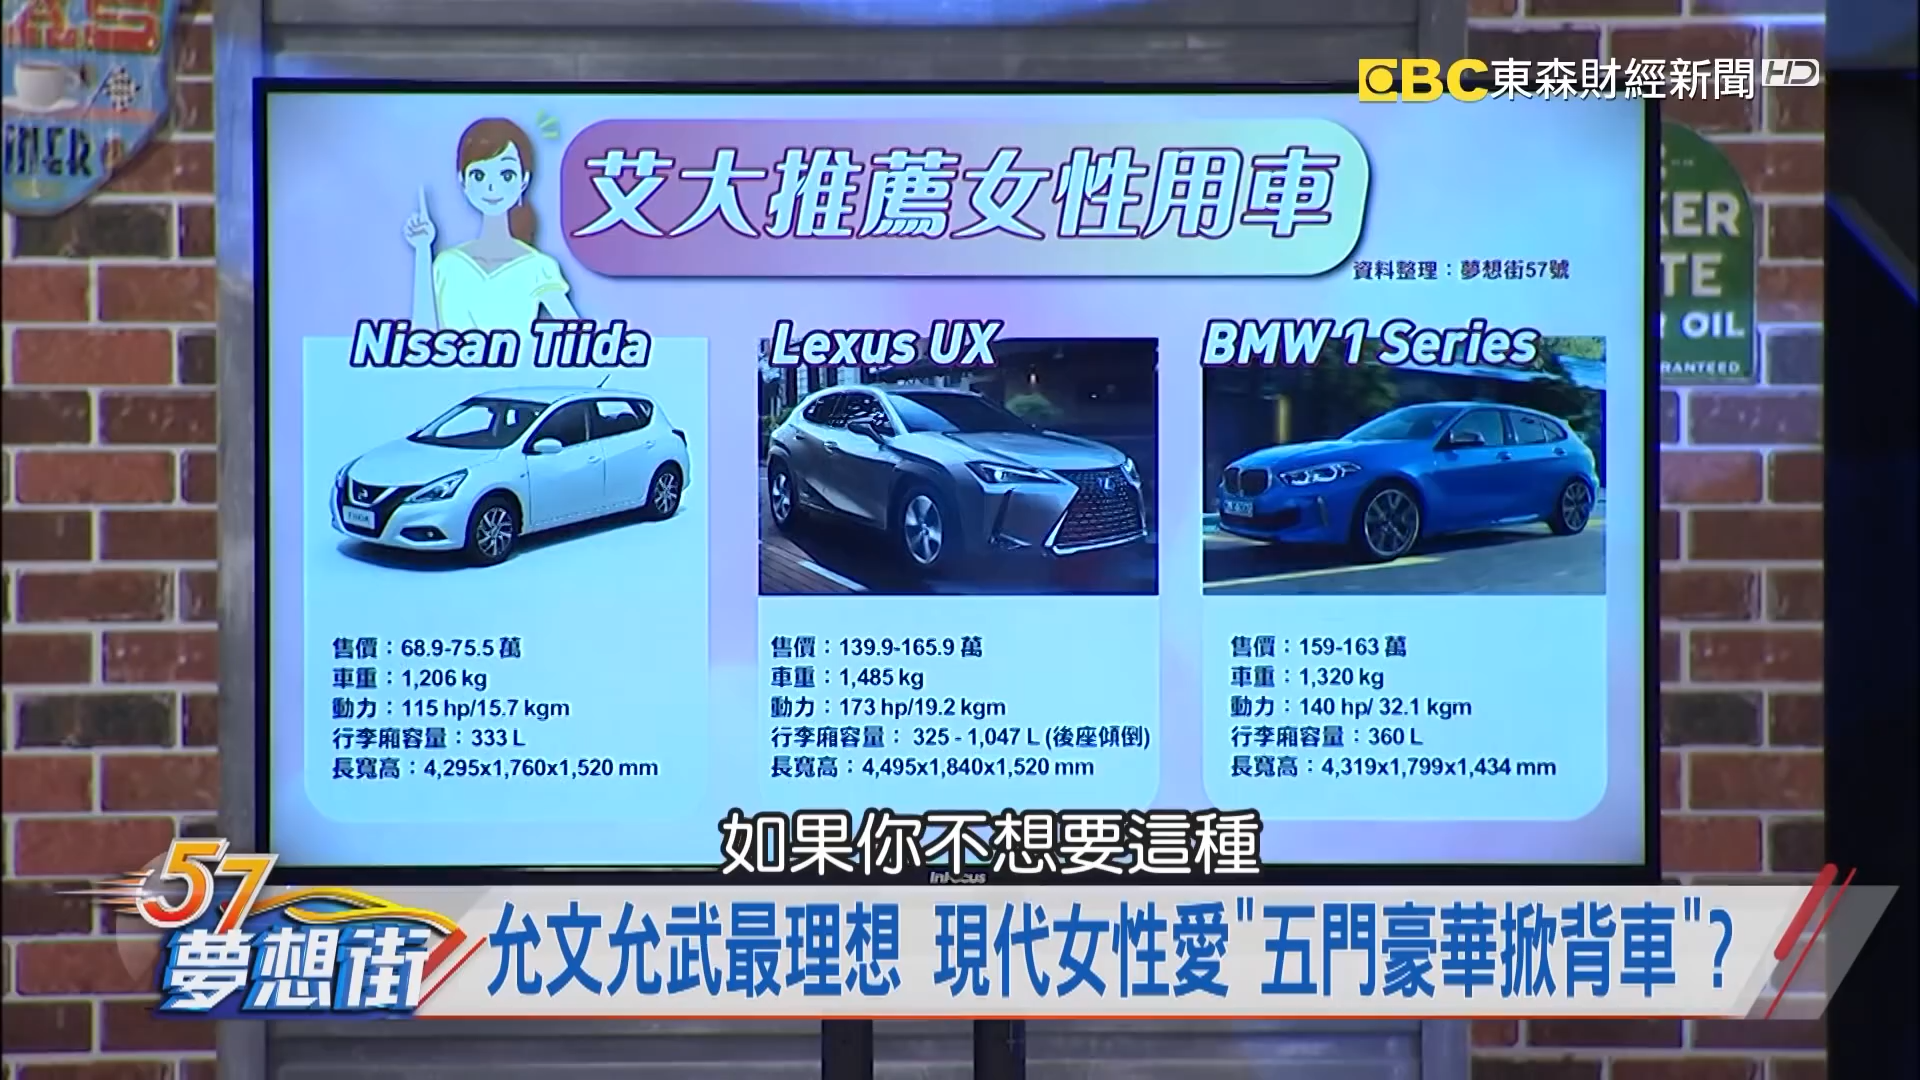 EBC東森財經新聞HD
艾大推薦女性用車
資料整理：夢想街57號
Nissan Tiida
售價：68.9-75.5 萬
車重：1,206 kg
動力：115 hp/15.7 kgm
行李廂容量：333 L
長寬高：4,295x1,760x1,520 mm
Lexus UX
售價：139.9-165.9 萬
車重：1,485 kg
動力：173 hp/19.2 kgm
行李廂容量： 325 - 1,047 L (後座傾倒)
長寬高：4,495x1,840x1,520 mm
BMW 1 Series
售價：159-163 萬
車重：1,320 kg
動力：140 hp/ 32.1 kgm
行李廂容量：360 L
長寬高：4,319x1,799x1,434 mm
KER
TE
OIL
RANTEED
TIIDA
InFocus
如果你不想要這種
57夢想街
允文允武最理想 現代女性愛"五門豪華掀背車"?